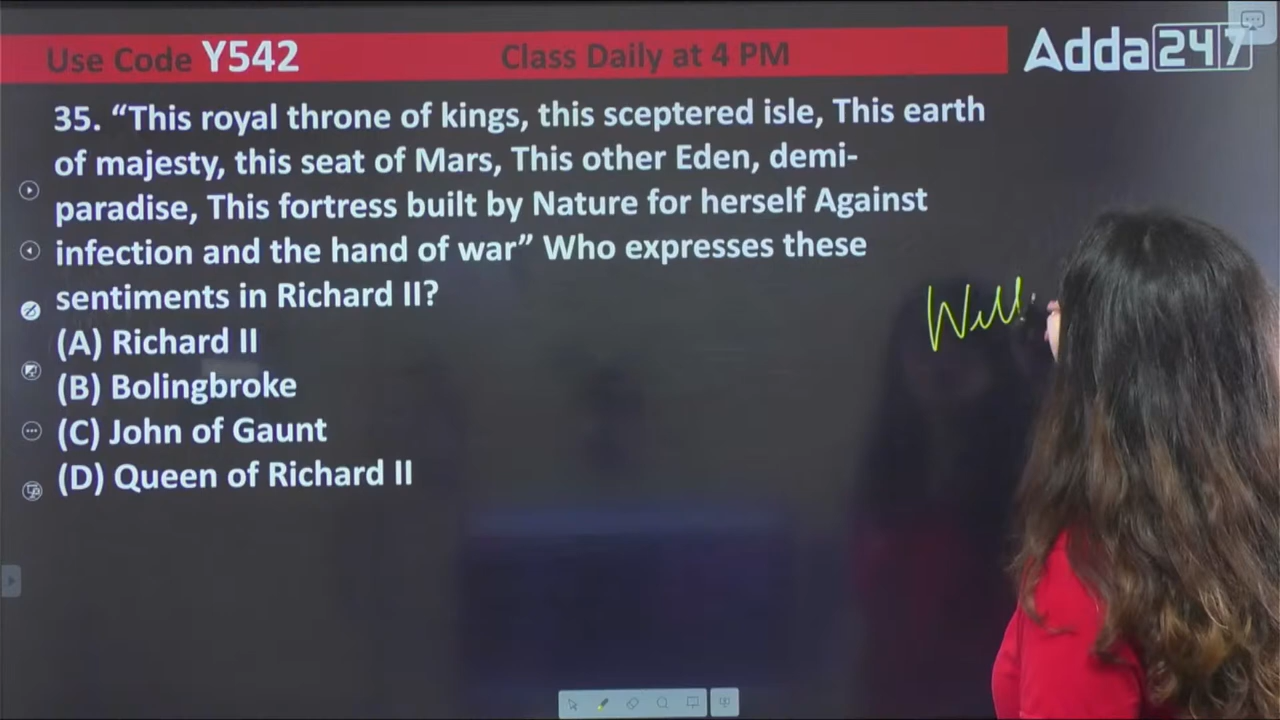 Use Code Y542 Class Daily at 4 PM Adda247
35. “This royal throne of kings, this sceptered isle, This earth
of majesty, this seat of Mars, This other Eden, demi-
paradise, This fortress built by Nature for herself Against
infection and the hand of war” Who expresses these
sentiments in Richard II?
(A) Richard II
(B) Bolingbroke
(C) John of Gaunt
(D) Queen of Richard II
Will